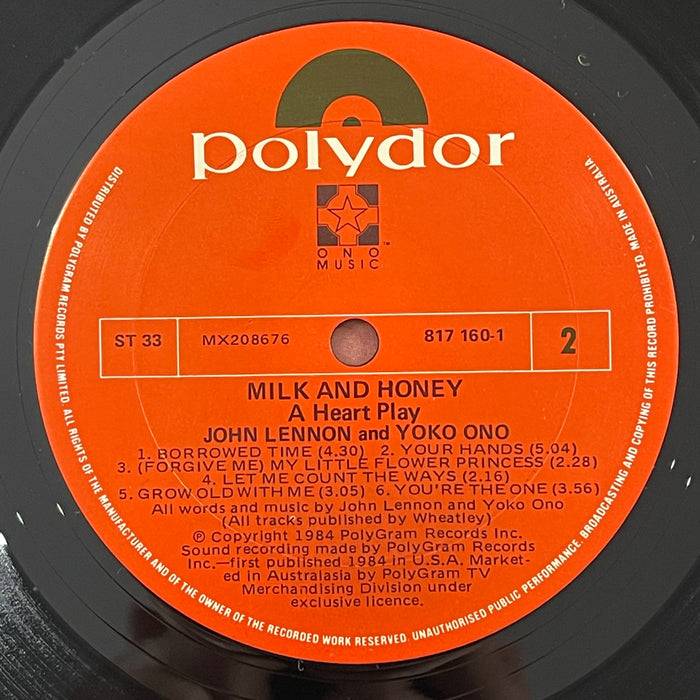 polydor
ONO
MUSIC
™
ST 33
MX208676
817 160-1
2
MILK AND HONEY
A Heart Play
JOHN LENNON and YOKO ONO
1. BORROWED TIME (4.30) 2. YOUR HANDS (5.04)
3. (FORGIVE ME) MY LITTLE FLOWER PRINCESS (2.28)
4. LET ME COUNT THE WAYS (2.16)
5. GROW OLD WITH ME (3.05) 6. YOU'RE THE ONE (3.56)
All words and music by John Lennon and Yoko Ono
(All tracks published by Wheatley)
℗ Copyright 1984 PolyGram Records Inc.
Sound recording made by PolyGram Records
Inc.—first published 1984 in U.S.A. Market-
ed in Australasia by PolyGram TV
Merchandising Division under
exclusive licence.
DISTRIBUTED BY POLYGRAM RECORDS PTY LIMITED. ALL RIGHTS OF THE MANUFACTURER AND OF THE OWNER OF THE RECORDED WORK RESERVED. UNAUTHORISED PUBLIC PERFORMANCE, BROADCASTING AND COPYING OF THIS RECORD PROHIBITED. MADE IN AUSTRALIA